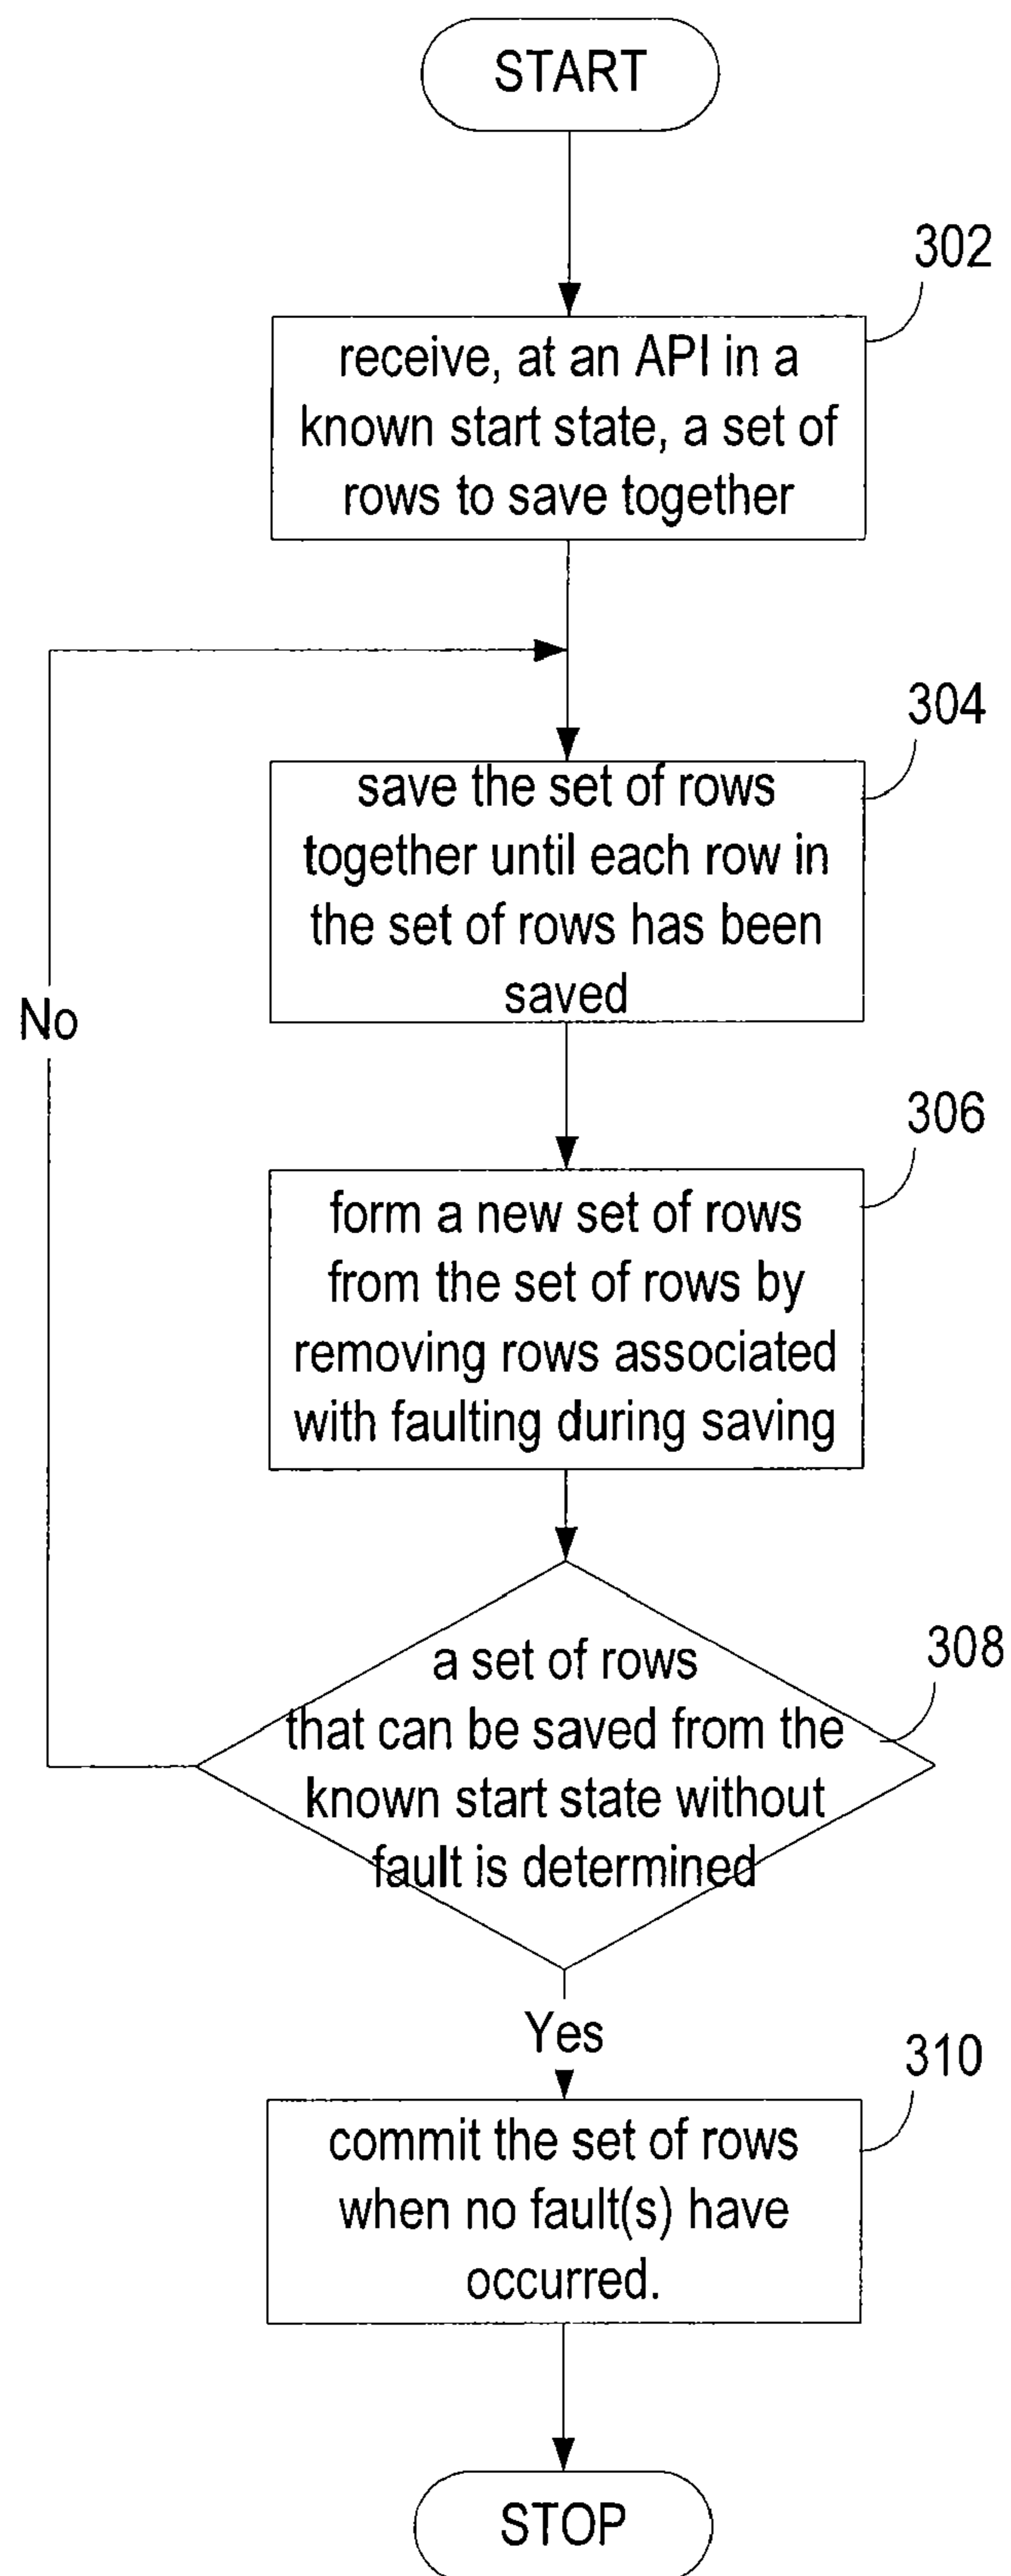 START
302
receive, at an API in a
known start state, a set of
rows to save together
304
save the set of rows
together until each row in
the set of rows has been
saved
No
306
form a new set of rows
from the set of rows by
removing rows associated
with faulting during saving
308
a set of rows
that can be saved from the
known start state without
fault is determined
Yes
310
commit the set of rows
when no fault(s) have
occurred.
STOP